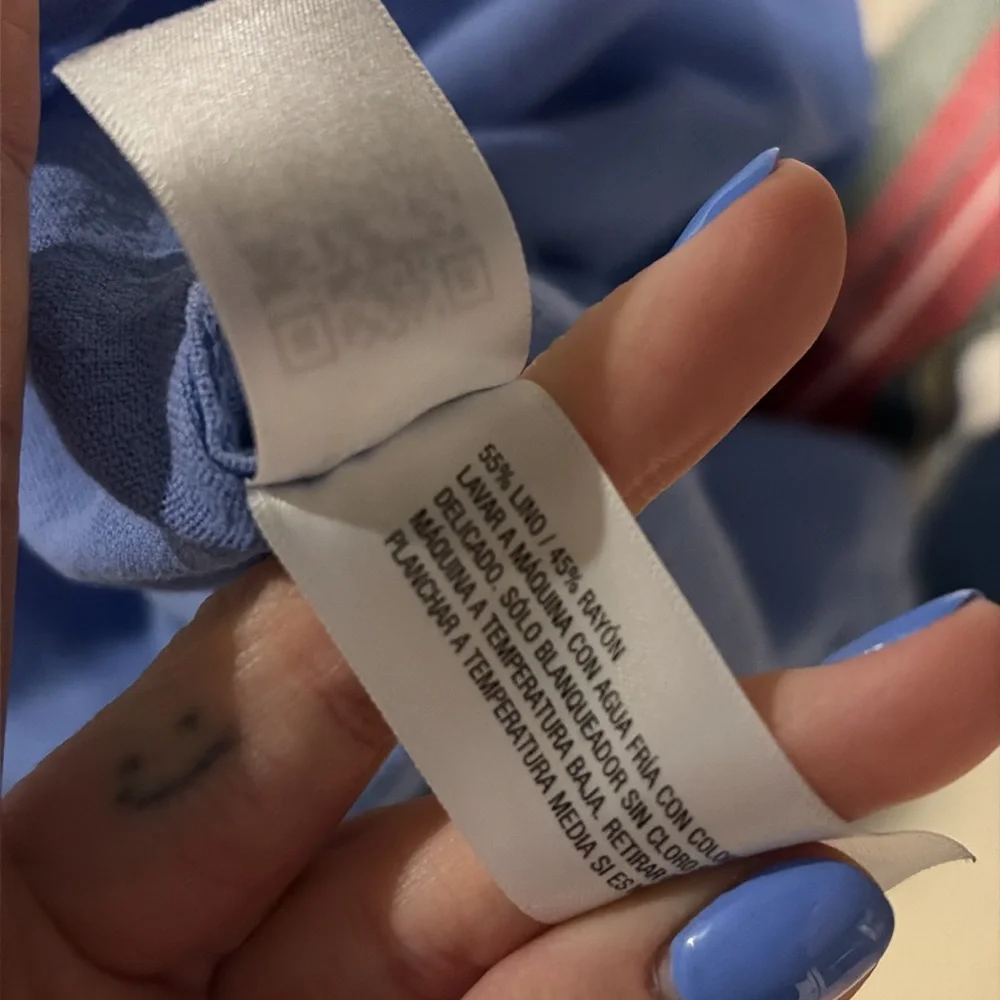 55% LINO / 45% RAYÓN
LAVAR A MÁQUINA CON AGUA FRÍA CON
DELICADO. SÓLO BLANQUEADOR SIN CLORO
MÁQUINA A TEMPERATURA BAJA. RETIRAR
PLANCHAR A TEMPERATURA MEDIA SI ES